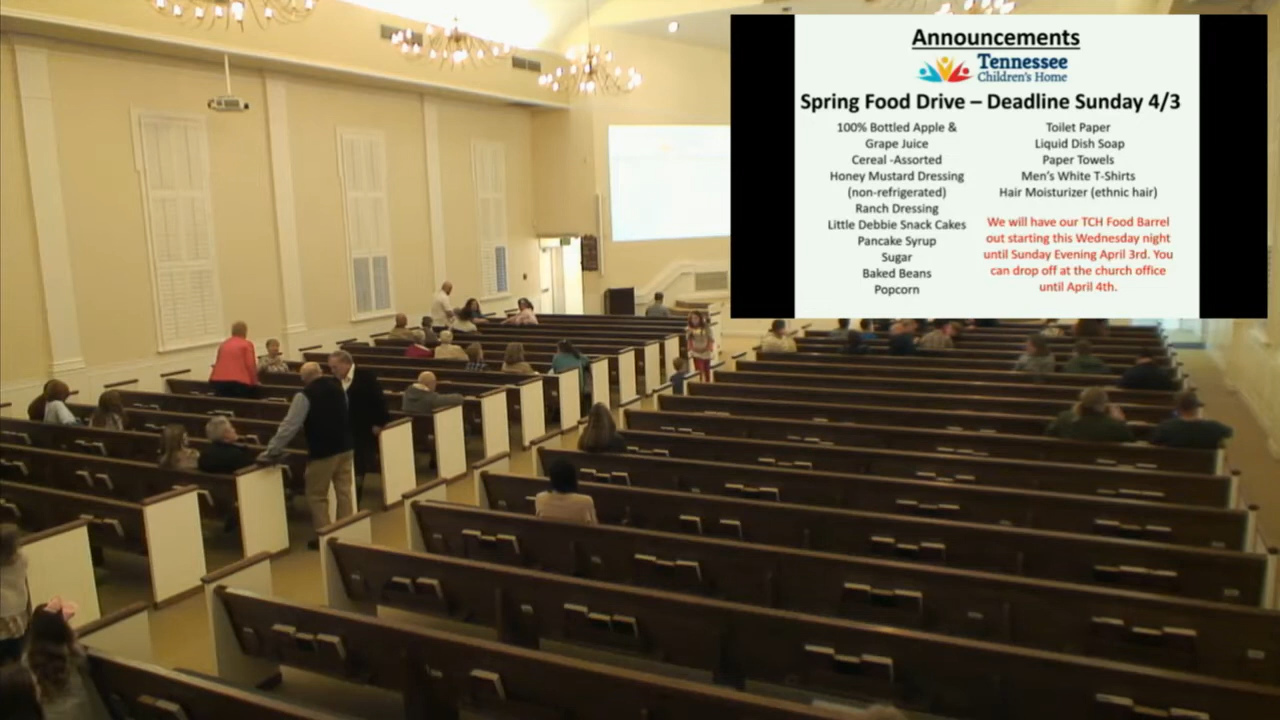 Announcements
Tennessee
Children's Home
Spring Food Drive – Deadline Sunday 4/3
100% Bottled Apple &
Grape Juice
Cereal -Assorted
Honey Mustard Dressing
(non-refrigerated)
Ranch Dressing
Little Debbie Snack Cakes
Pancake Syrup
Sugar
Baked Beans
Popcorn
Toilet Paper
Liquid Dish Soap
Paper Towels
Men's White T-Shirts
Hair Moisturizer (ethnic hair)
We will have our TCH Food Barrel
out starting this Wednesday night
until Sunday Evening April 3rd. You
can drop off at the church office
until April 4th.